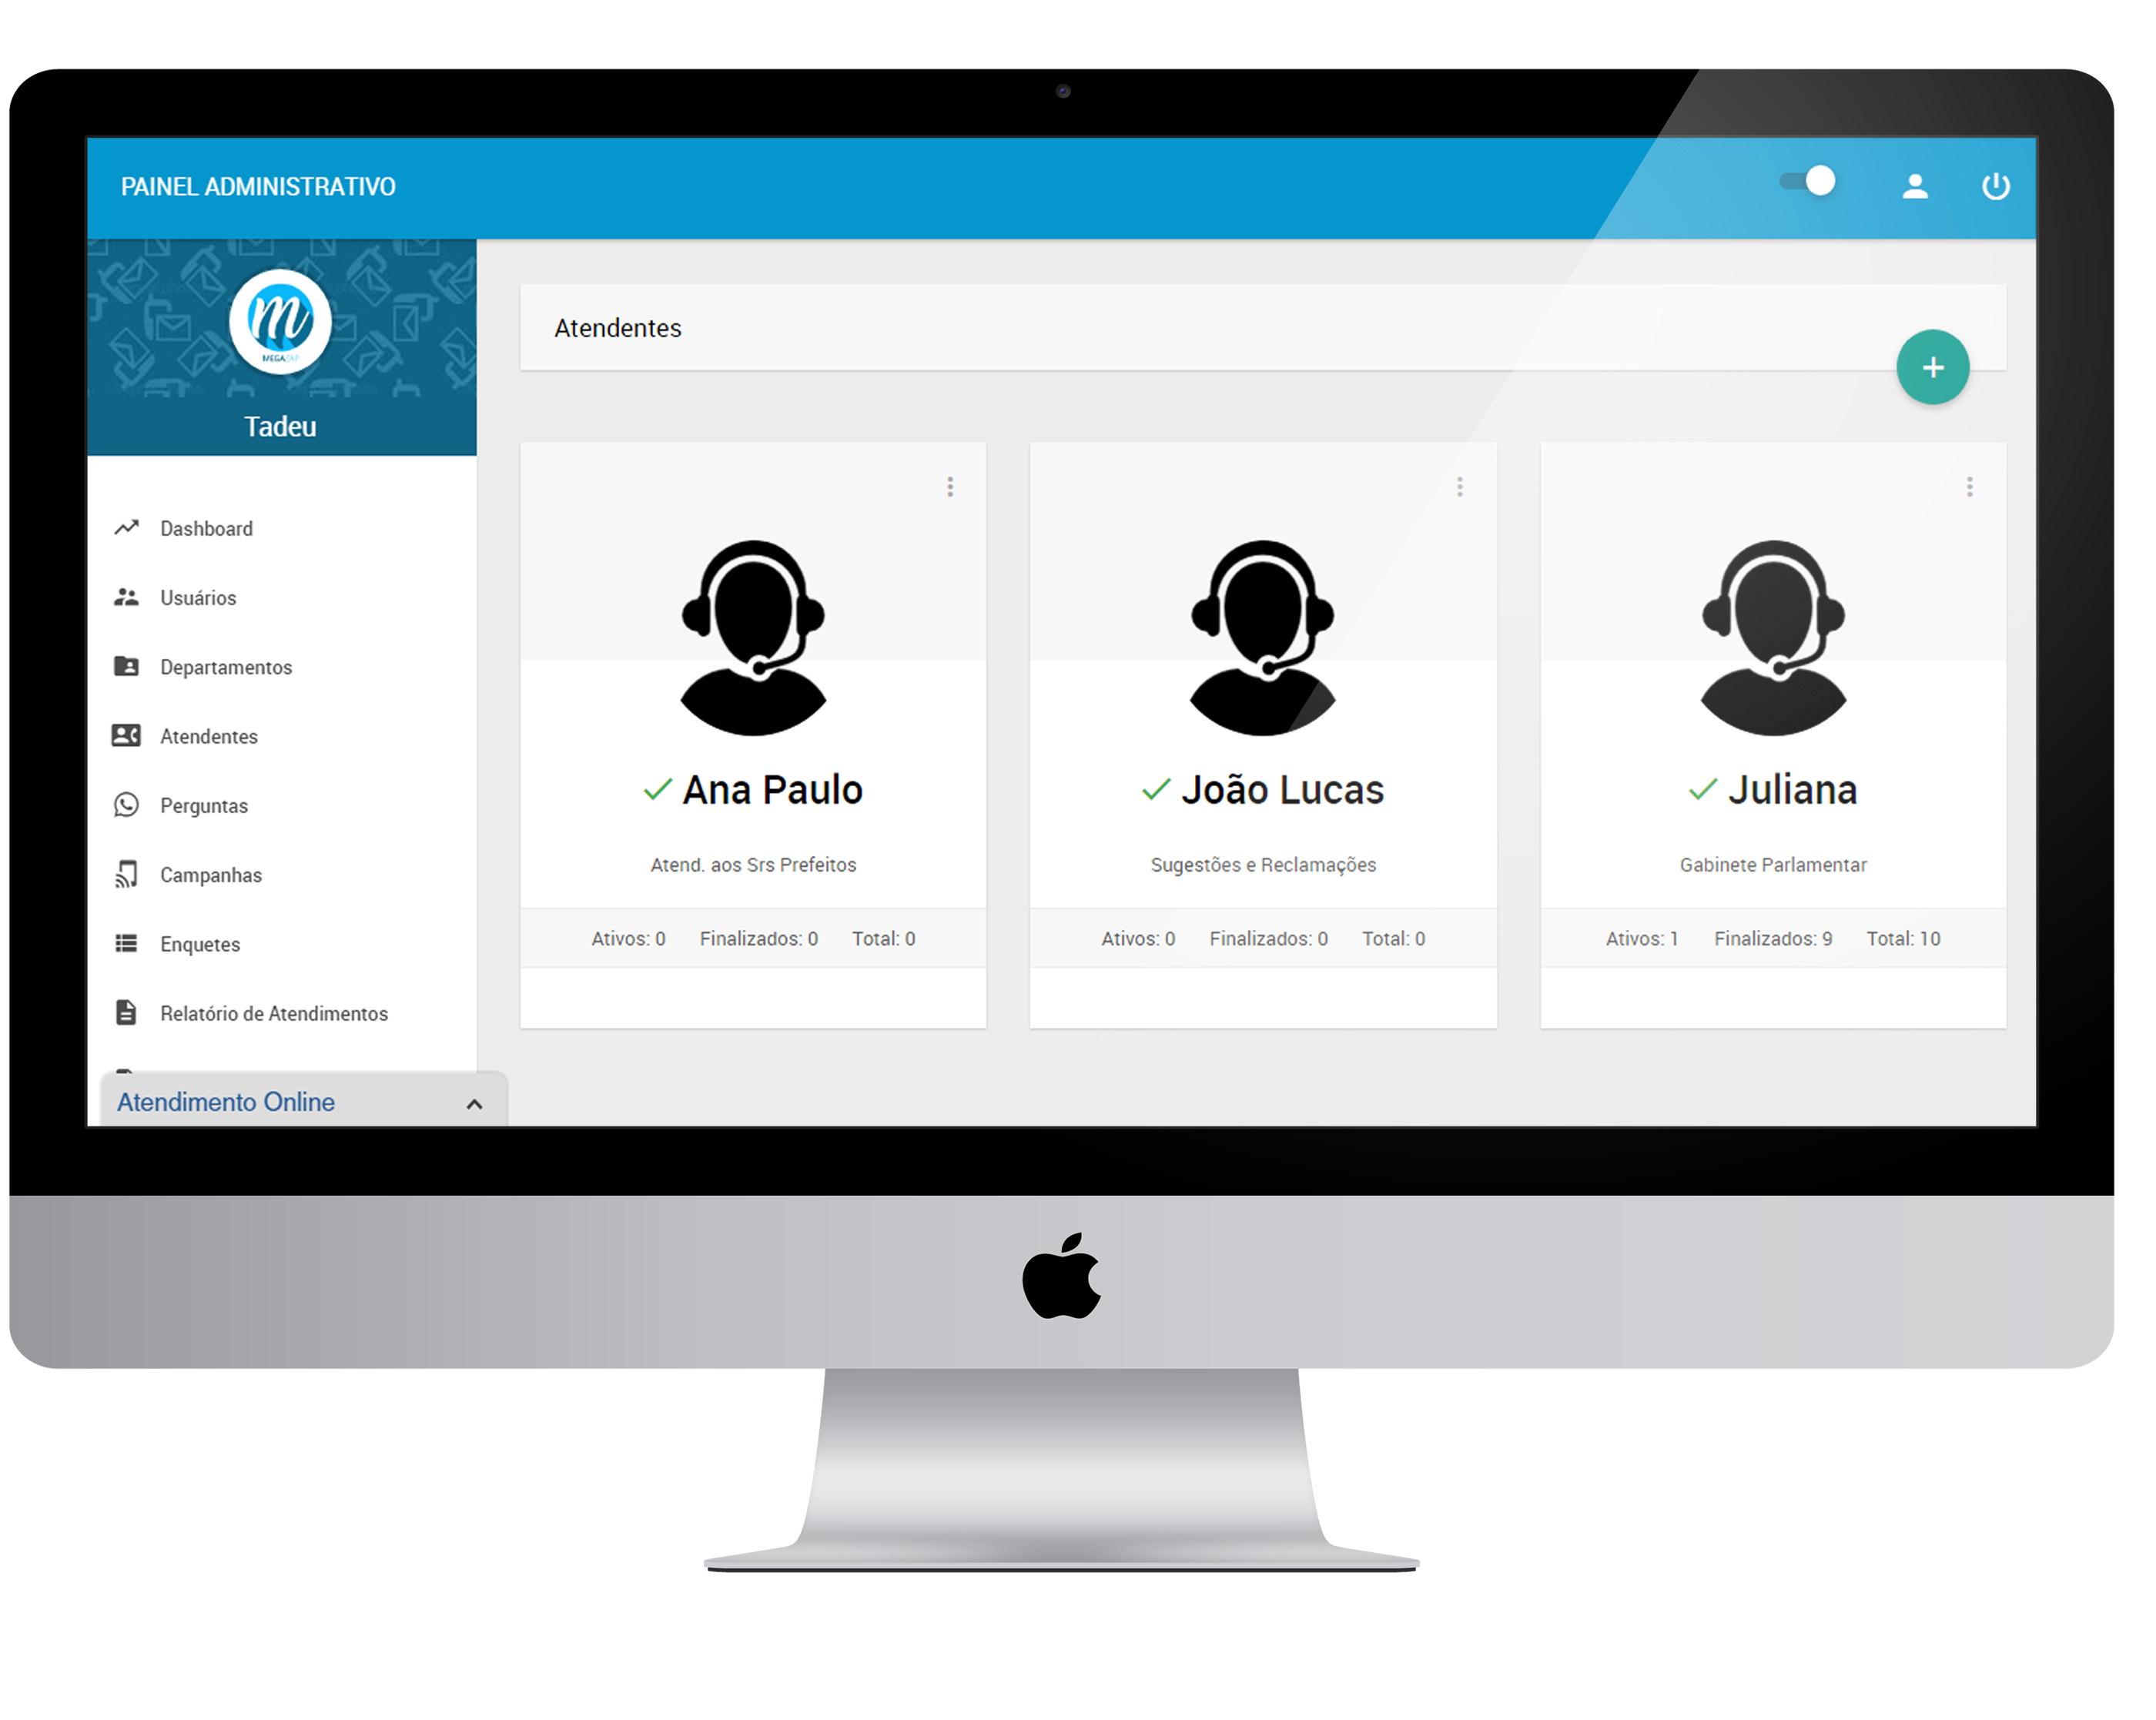 PAINEL ADMINISTRATIVO
MEGAZAP
Tadeu
Dashboard
Usuários
Departamentos
Atendentes
Perguntas
Campanhas
Enquetes
Relatório de Atendimentos
Atendimento Online
Atendentes
+
Ana Paulo
Atend. aos Srs Prefeitos
Ativos: 0 Finalizados: 0 Total: 0
João Lucas
Sugestões e Reclamações
Ativos: 0 Finalizados: 0 Total: 0
Juliana
Gabinete Parlamentar
Ativos: 1 Finalizados: 9 Total: 10